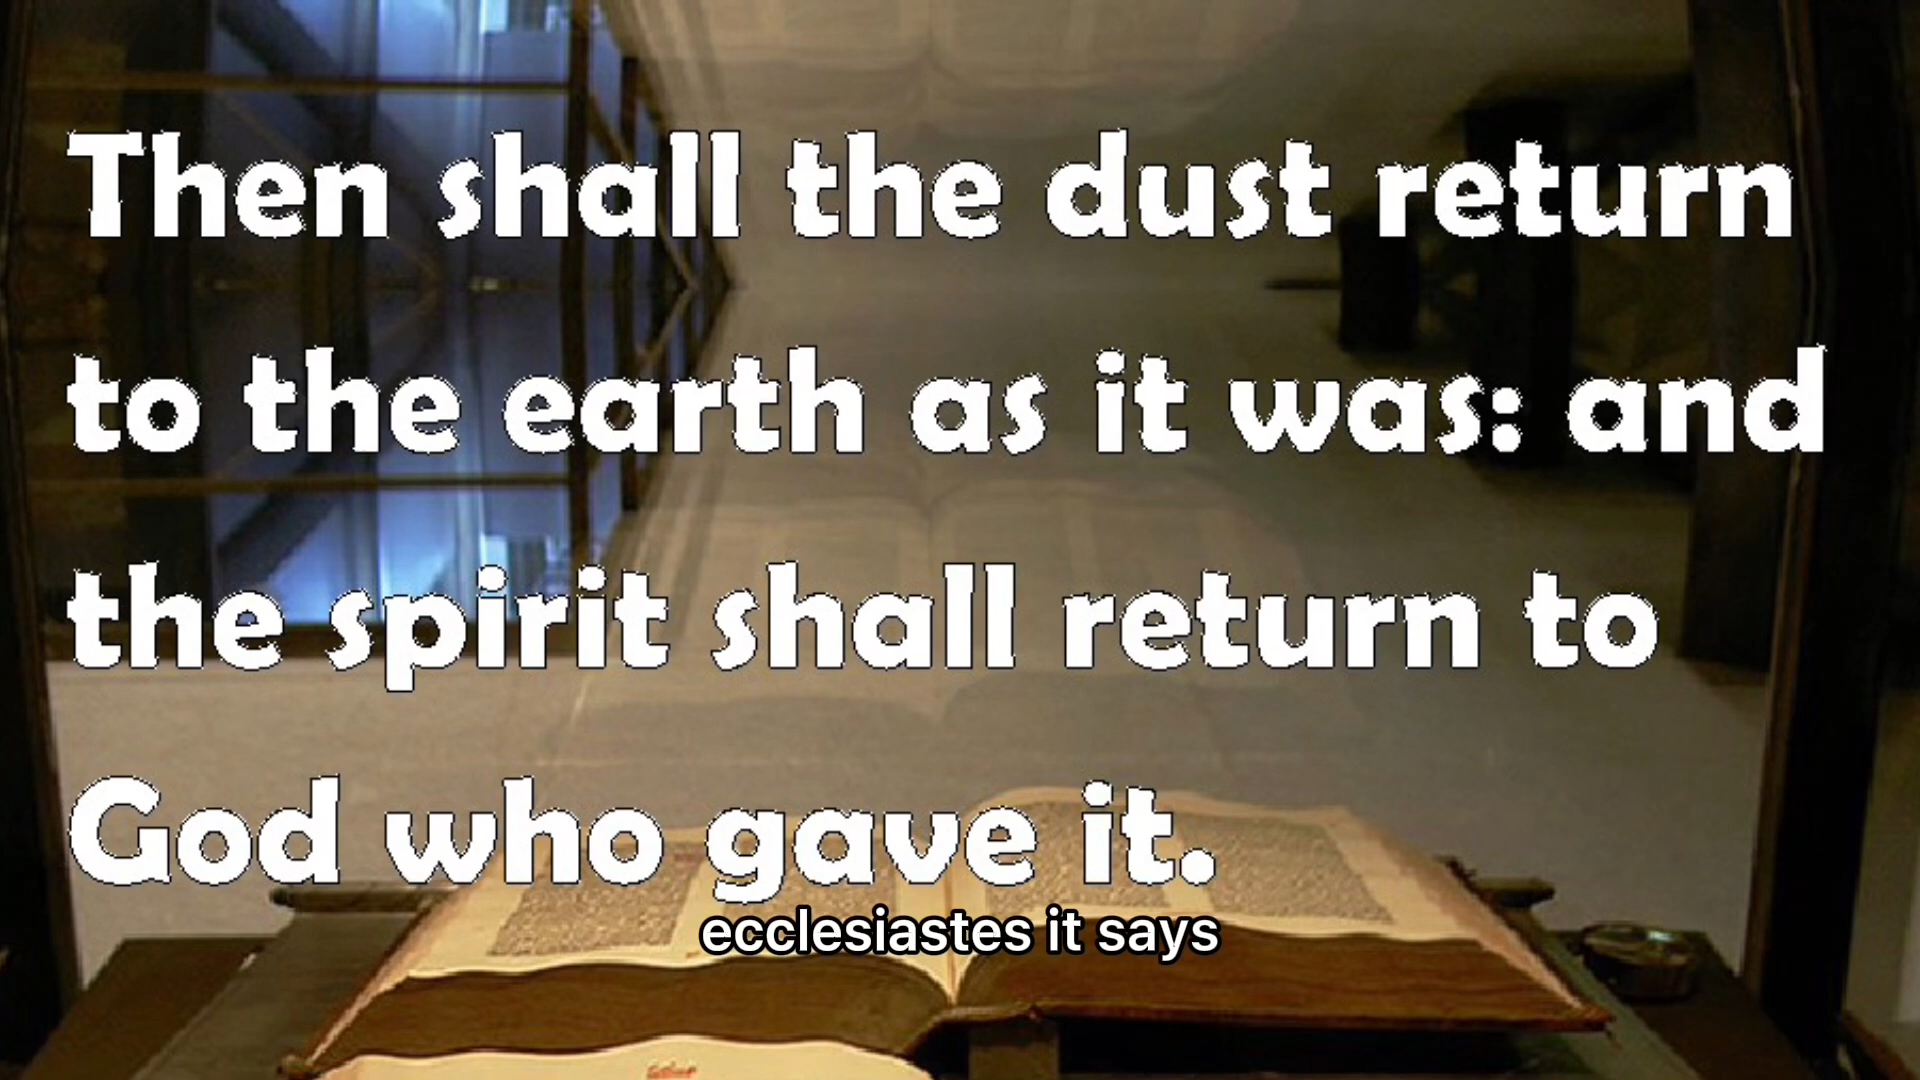 Then shall the dust return
to the earth as it was: and
the spirit shall return to
God who gave it.
ecclesiastes it says